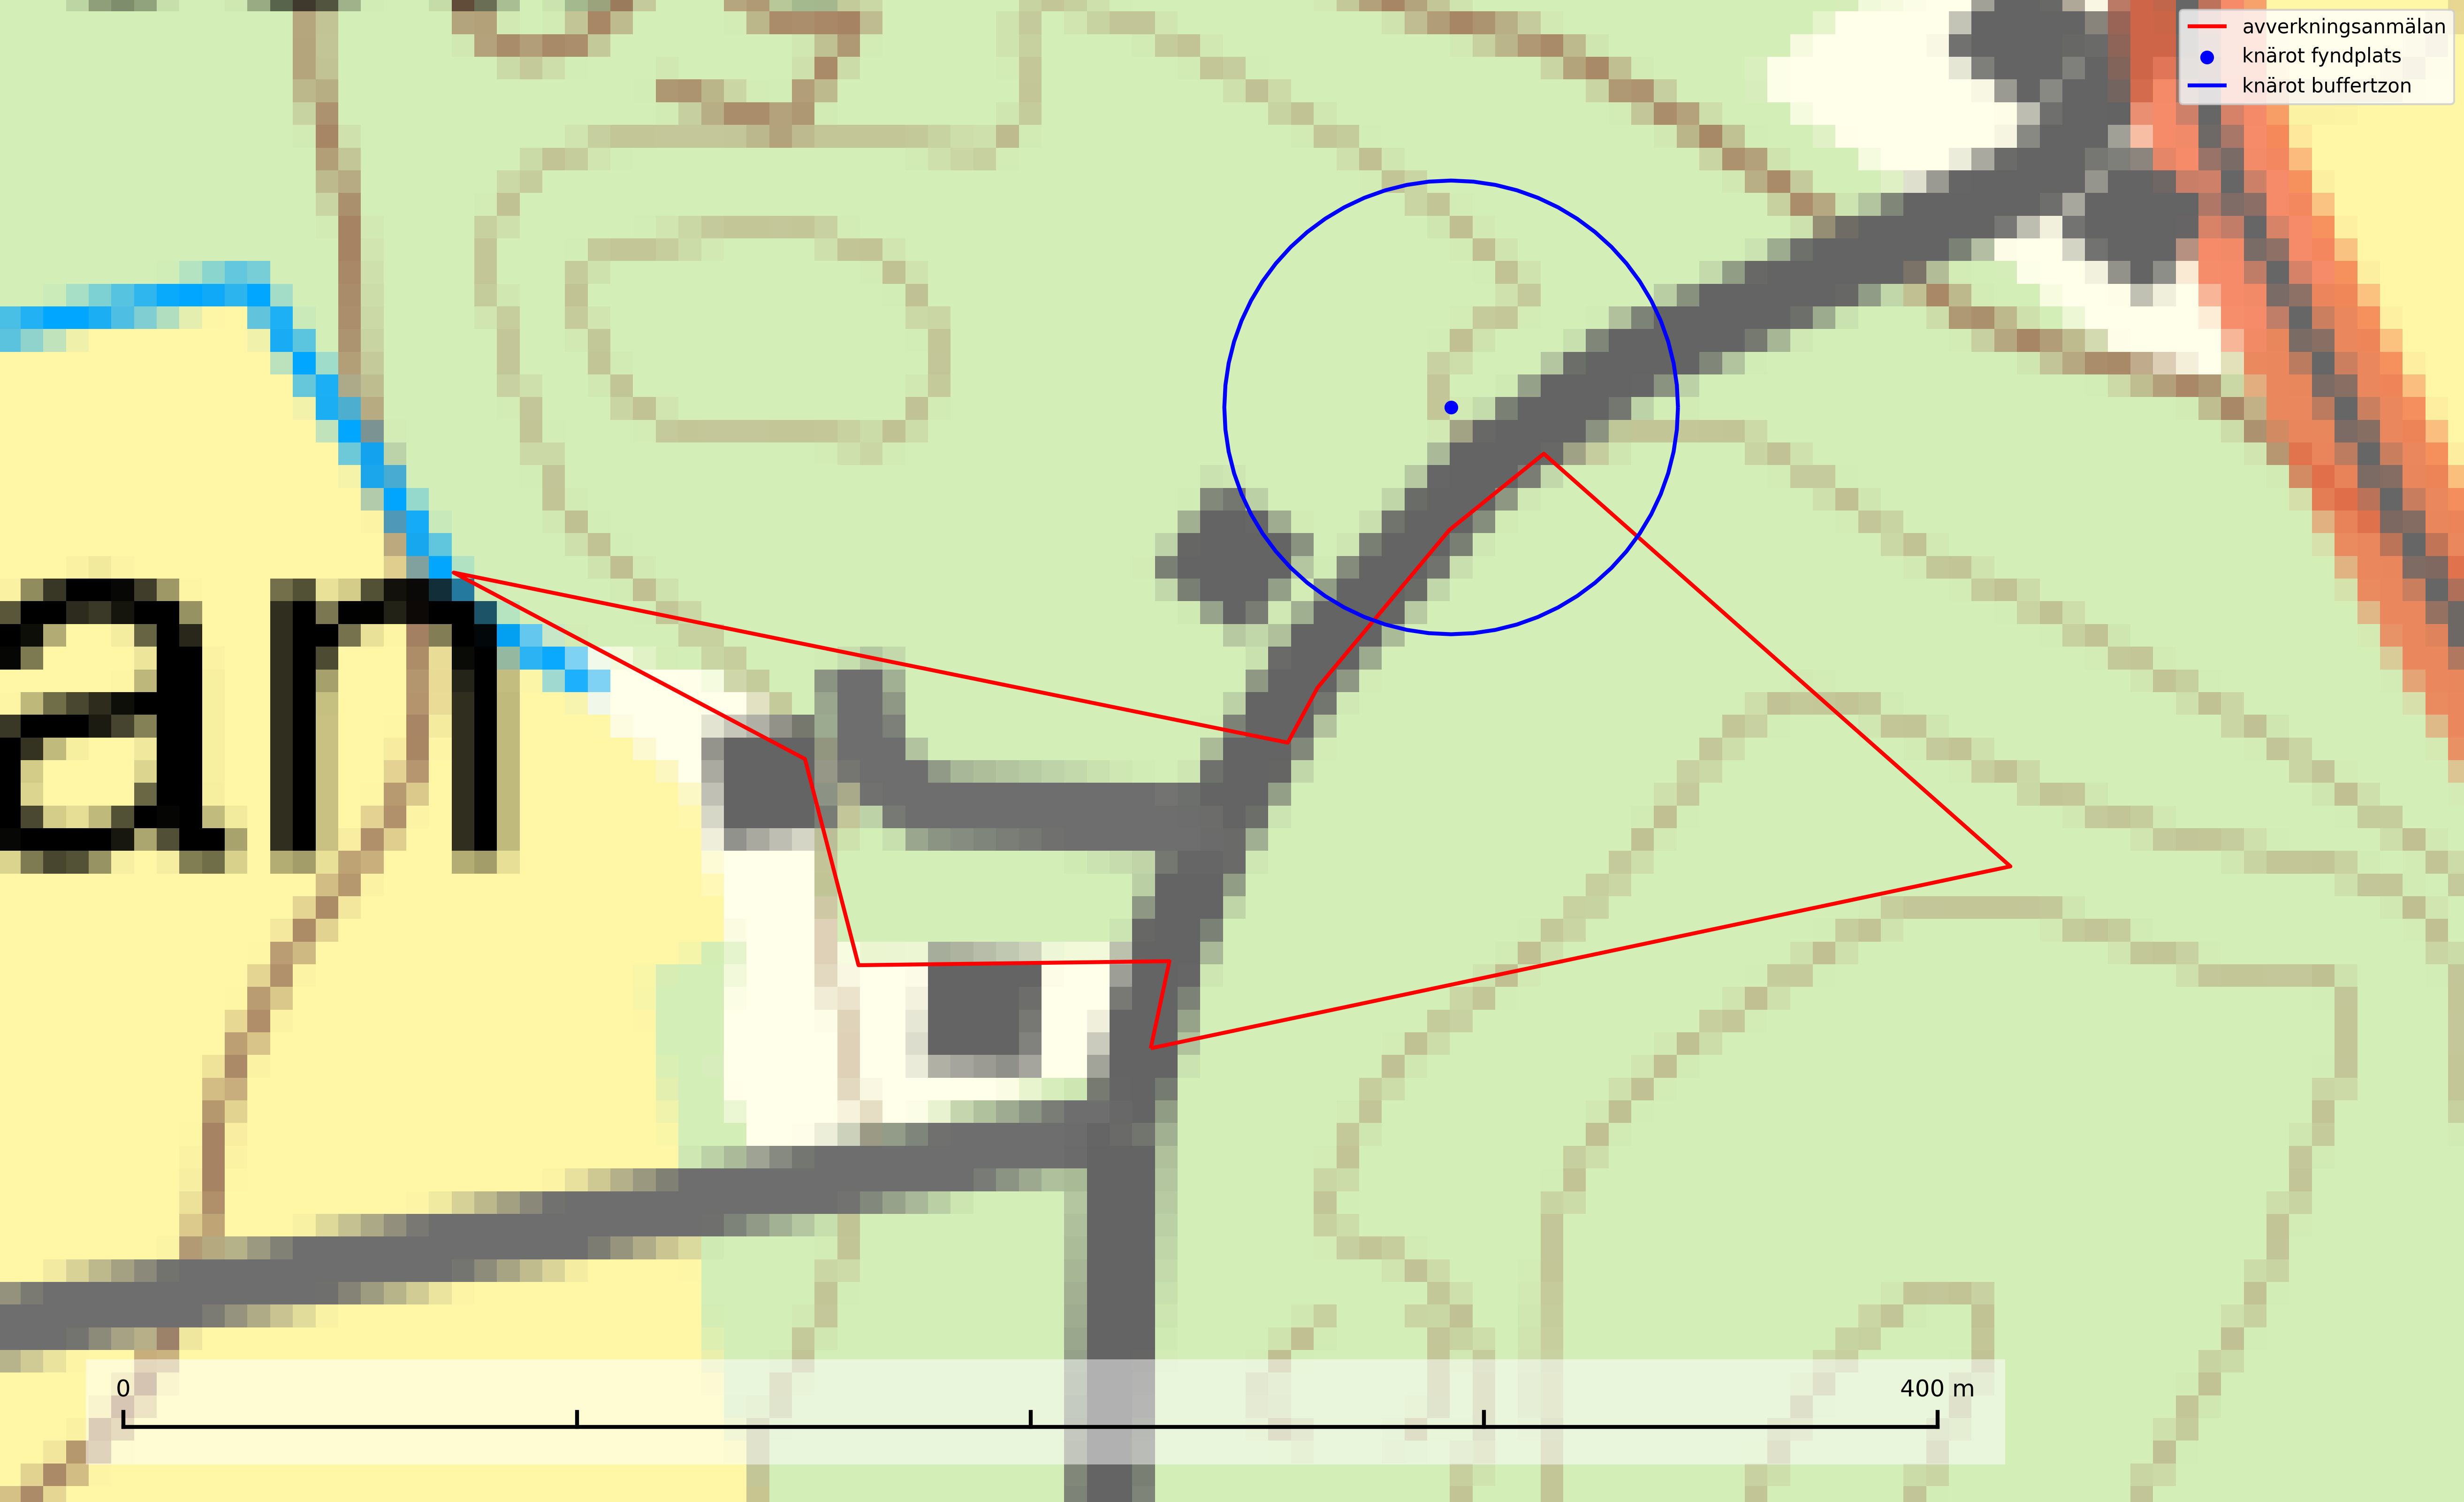 avverkningsanmälan
knärot fyndplats
knärot buffertzon
an
0 400 m